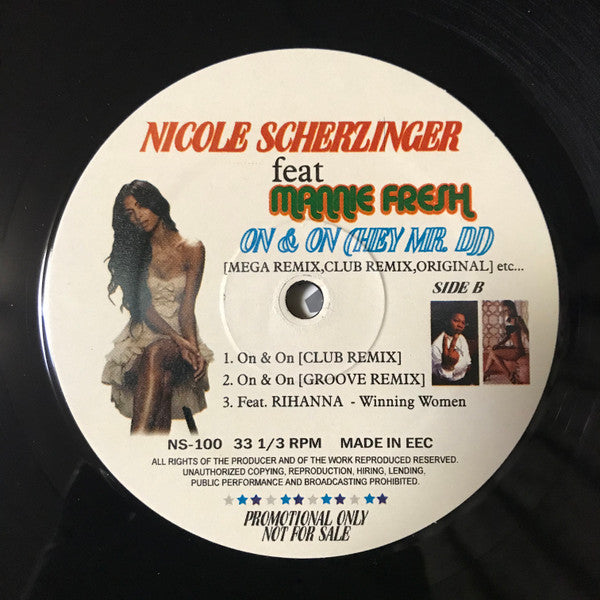 NICOLE SCHERZINGER
feat
MANNIE FRESH
ON & ON (HEY MR. DJ)
[MEGA REMIX,CLUB REMIX,ORIGINAL] etc...
SIDE B
1. On & On [CLUB REMIX]
2. On & On [GROOVE REMIX]
3. Feat. RIHANNA - Winning Women
NS-100 33 1/3 RPM MADE IN EEC
ALL RIGHTS OF THE PRODUCER AND OF THE WORK REPRODUCED RESERVED.
UNAUTHORIZED COPYING, REPRODUCTION, HIRING, LENDING.
PUBLIC PERFORMANCE AND BROADCASTING PROHIBITED.
PROMOTIONAL ONLY
NOT FOR SALE